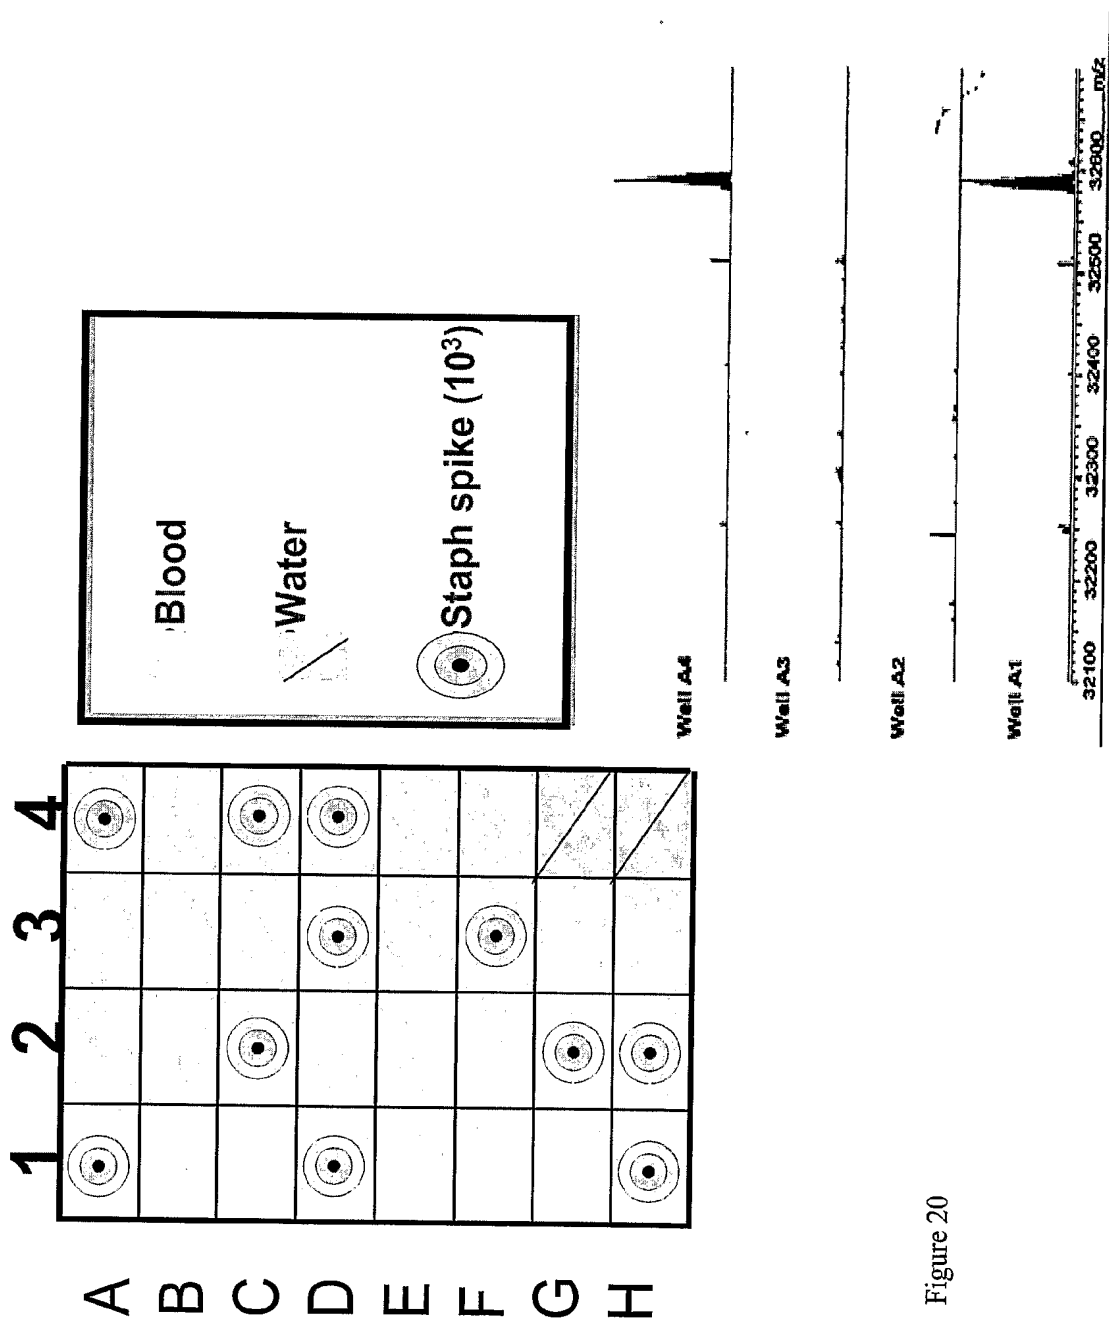 1 2 3 4
A
B
C
D
E
F
G
H
Blood
Water
Staph spike (10³)
Well A4
Well A3
Well A2
Well A1
32100 32200 32300 32400 32500 32600 m/z
Figure 20